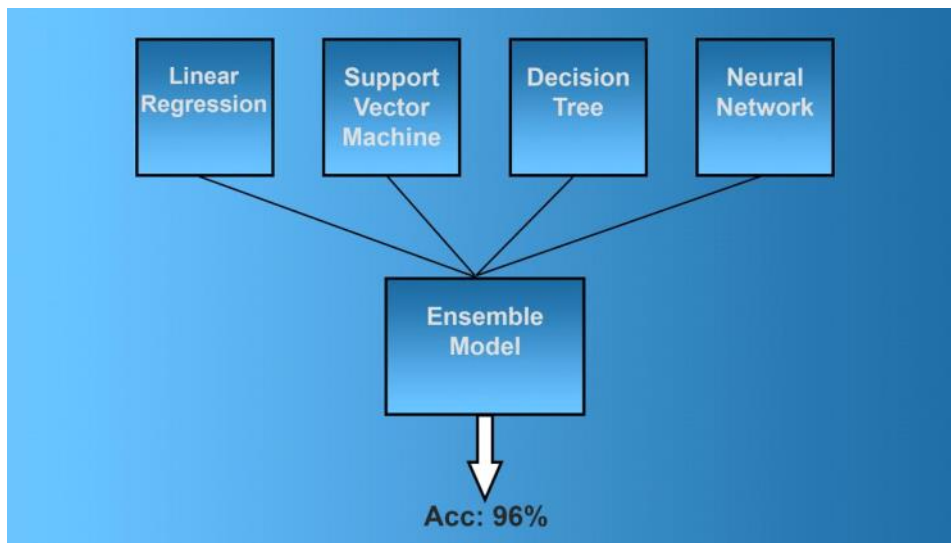 Linear
Regression
Support
Vector
Machine
Decision
Tree
Neural
Network
Ensemble
Model
Acc: 96%